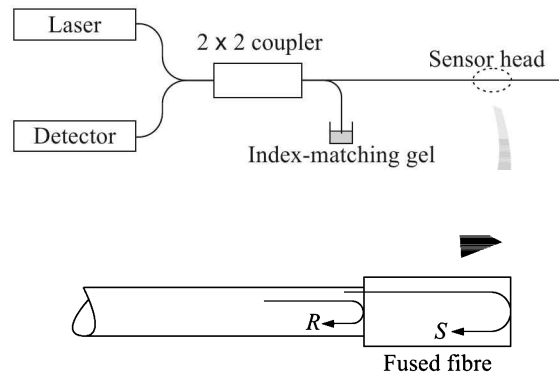 Laser
2 x 2 coupler
Sensor head
Detector
Index-matching gel
R
S
Fused fibre